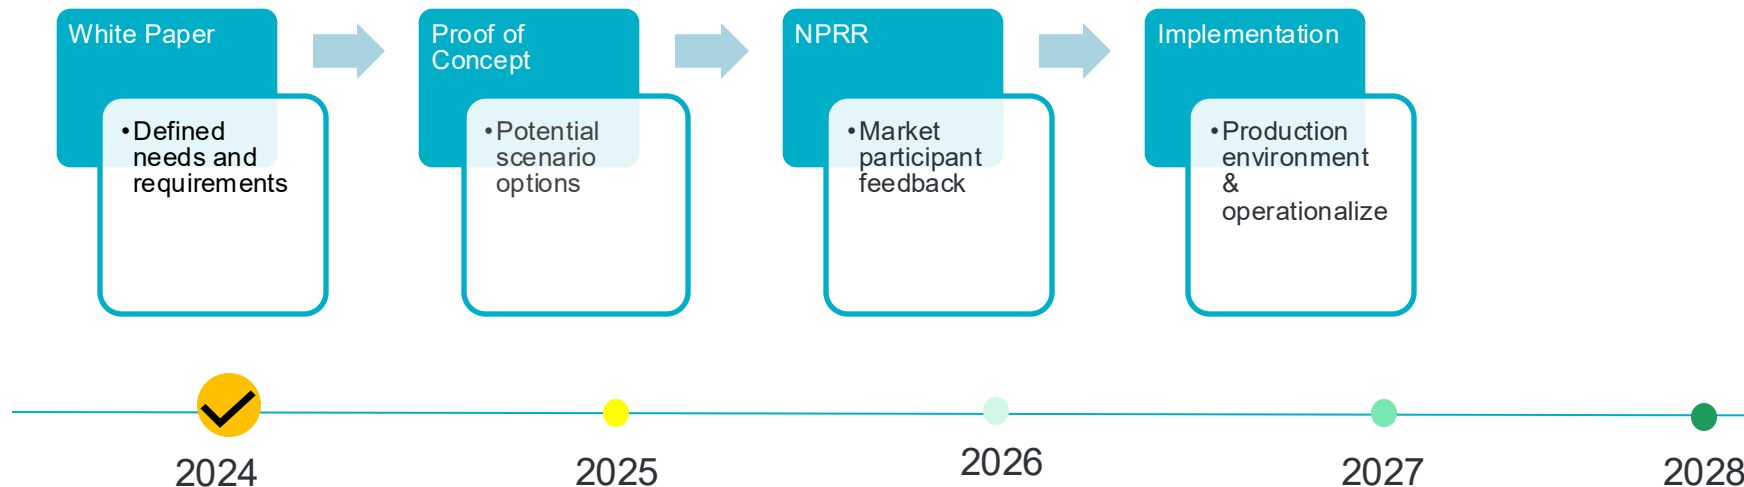 White Paper
• Defined
needs and
requirements
Proof of
Concept
• Potential
scenario
options
NPRR
• Market
participant
feedback
Implementation
• Production
environment
&
operationalize
2024
2025
2026
2027
2028